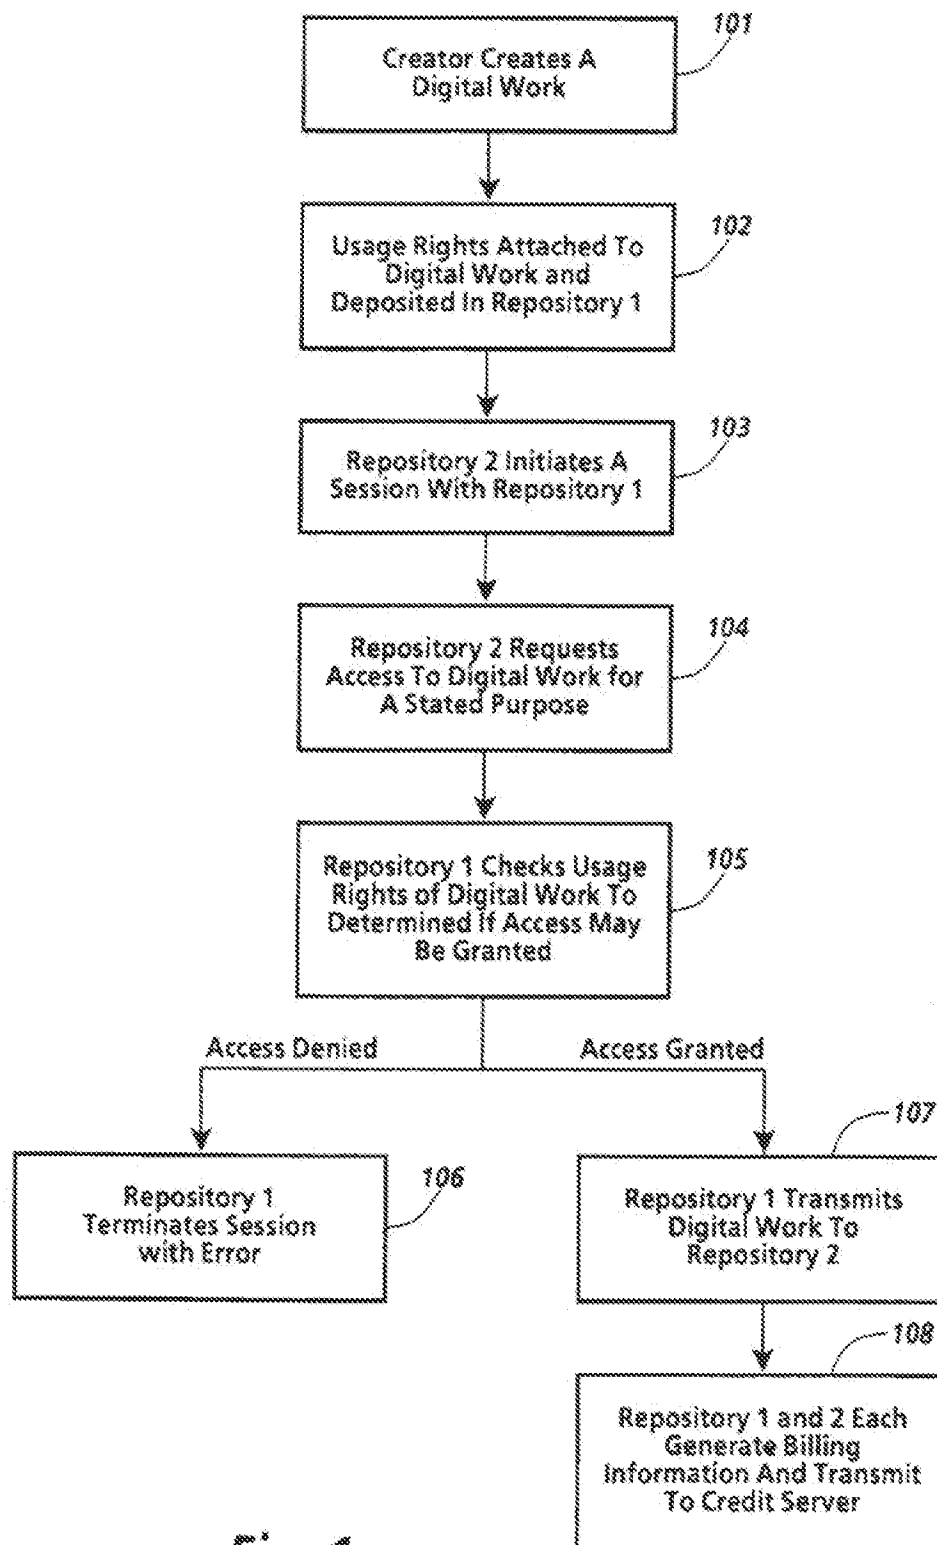 101
Creator Creates A
Digital Work
102
Usage Rights Attached To
Digital Work and
Deposited In Repository 1
103
Repository 2 Initiates A
Session With Repository 1
104
Repository 2 Requests
Access To Digital Work for
A Stated Purpose
105
Repository 1 Checks Usage
Rights of Digital Work To
Determined If Access May
Be Granted
Access Denied
Access Granted
106
Repository 1
Terminates Session
with Error
107
Repository 1 Transmits
Digital Work To
Repository 2
108
Repository 1 and 2 Each
Generate Billing
Information And Transmit
To Credit Server